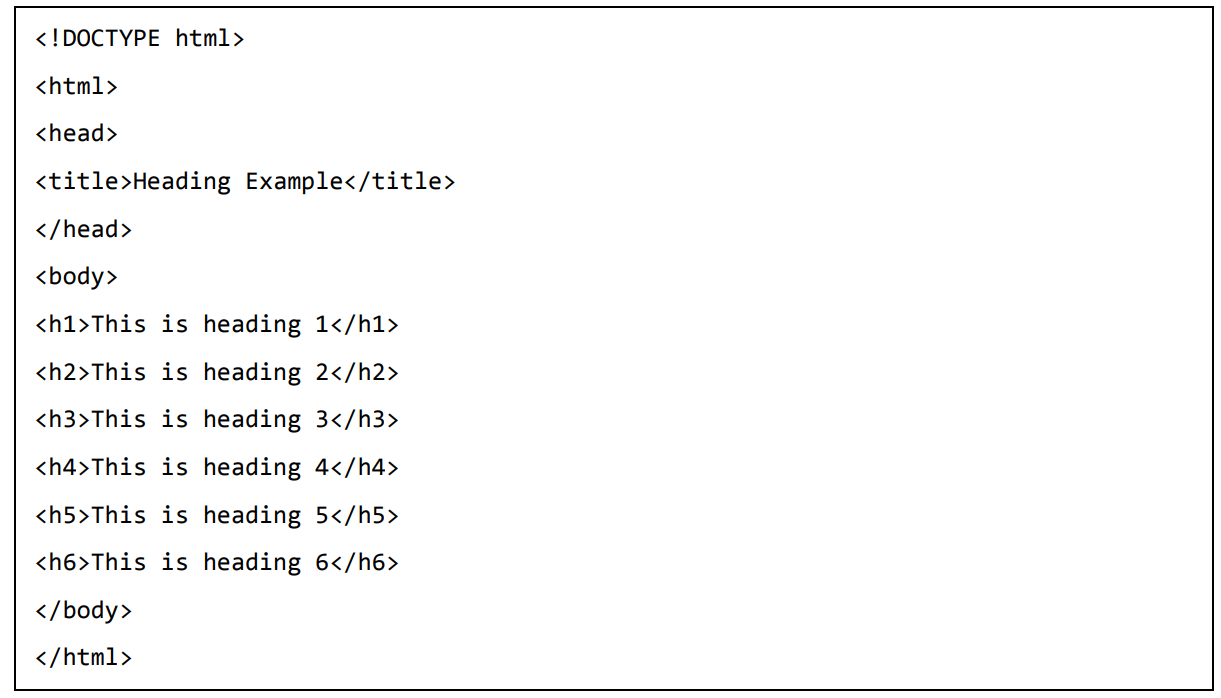 <!DOCTYPE html>
<html>
<head>
<title>Heading Example</title>
</head>
<body>
<h1>This is heading 1</h1>
<h2>This is heading 2</h2>
<h3>This is heading 3</h3>
<h4>This is heading 4</h4>
<h5>This is heading 5</h5>
<h6>This is heading 6</h6>
</body>
</html>